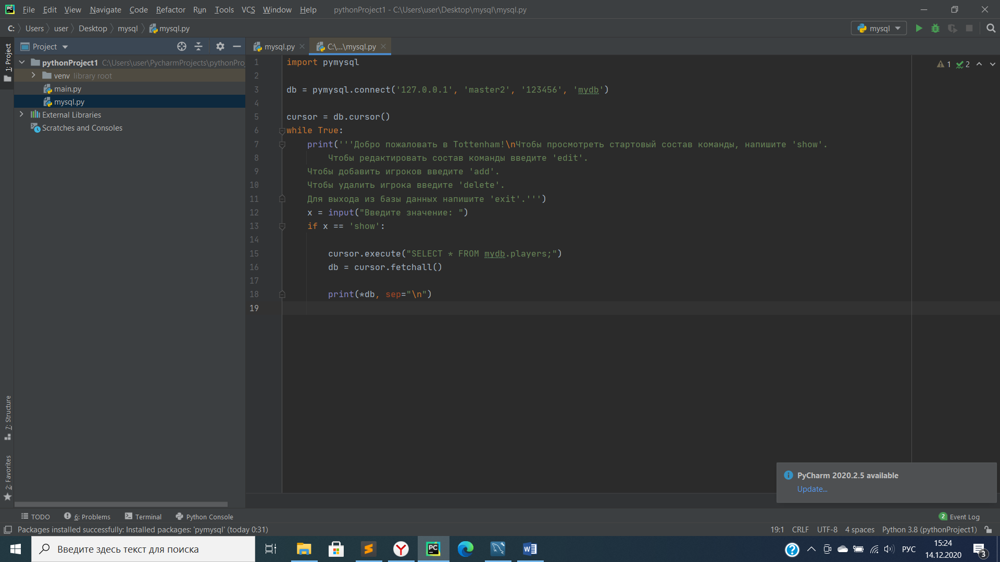 File Edit View Navigate Code Refactor Run Tools VCS Window Help pythonProject1 - C:\Users\user\Desktop\mysql\mysql.py
C: Users user Desktop mysql mysql.py
mysql
1: Project
Project
mysql.py
C:\...\mysql.py
pythonProject1 C:\Users\user\PycharmProjects\pythonPro
venv library root
main.py
mysql.py
External Libraries
Scratches and Consoles
1 import pymysql
2
3 db = pymysql.connect('127.0.0.1', 'master2', '123456', 'mydb')
4
5 cursor = db.cursor()
6 while True:
7 print('''Добро пожаловать в Tottenham!\nЧтобы просмотреть стартовый состав команды, напишите 'show'.
8 Чтобы редактировать состав команды введите 'edit'.
9 Чтобы добавить игроков введите 'add'.
10 Чтобы удалить игрока введите 'delete'.
11 Для выхода из базы данных напишите 'exit'.''')
12 x = input("Введите значение: ")
13 if x == 'show':
14
15 cursor.execute("SELECT * FROM mydb.players;")
16 db = cursor.fetchall()
17
18 print(*db, sep="\n")
19
1 2
7: Structure
2: Favorites
PyCharm 2020.2.5 available
Update...
TODO 6: Problems Terminal Python Console
2 Event Log
Packages installed successfully: Installed packages: 'pymysql' (today 0:31)
19:1 CRLF UTF-8 4 spaces Python 3.8 (pythonProject1)
Введите здесь текст для поиска
РУС
15:24
14.12.2020
3